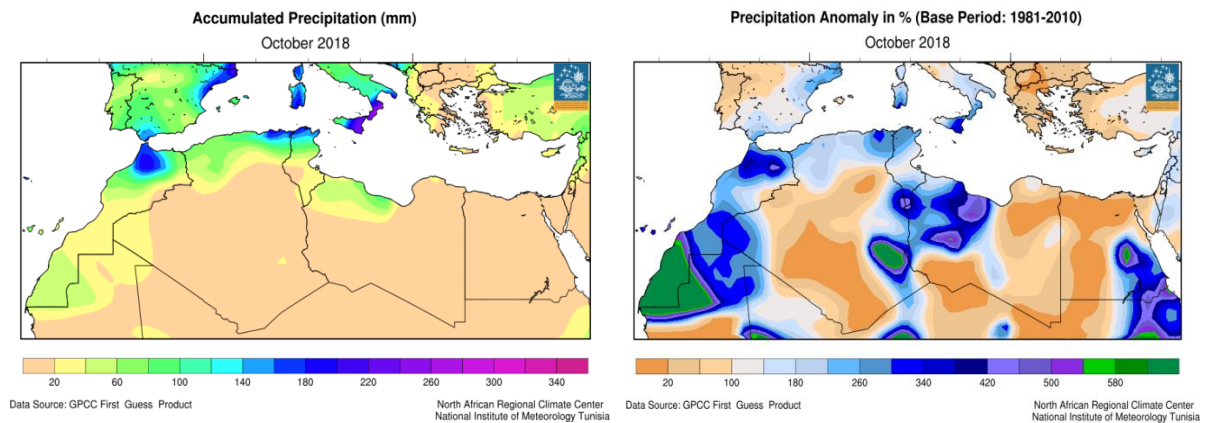 Accumulated Precipitation (mm)
October 2018
20 60 100 140 180 220 260 300 340
Data Source: GPCC First Guess Product
North African Regional Climate Center
National Institute of Meteorology Tunisia
Precipitation Anomaly in % (Base Period: 1981-2010)
October 2018
20 100 180 260 340 420 500 580
Data Source: GPCC First Guess Product
North African Regional Climate Center
National Institute of Meteorology Tunisia